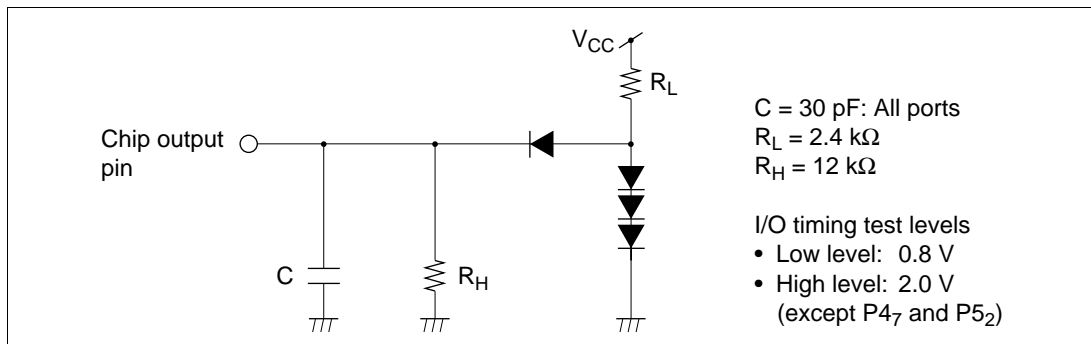 V_CC
R_L
Chip output
pin
C
R_H
C = 30 pF: All ports
R_L = 2.4 kΩ
R_H = 12 kΩ
I/O timing test levels
• Low level: 0.8 V
• High level: 2.0 V
(except P4_7 and P5_2)